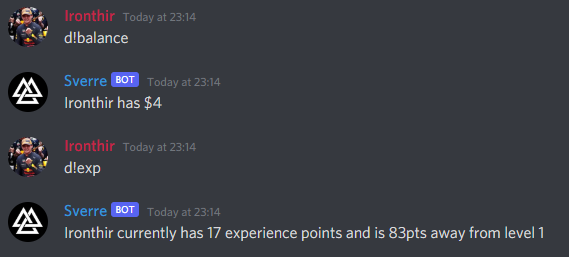 Ironthir Today at 23:14
d!balance
Sverre BOT Today at 23:14
Ironthir has $4
Ironthir Today at 23:14
d!exp
Sverre BOT Today at 23:14
Ironthir currently has 17 experience points and is 83pts away from level 1